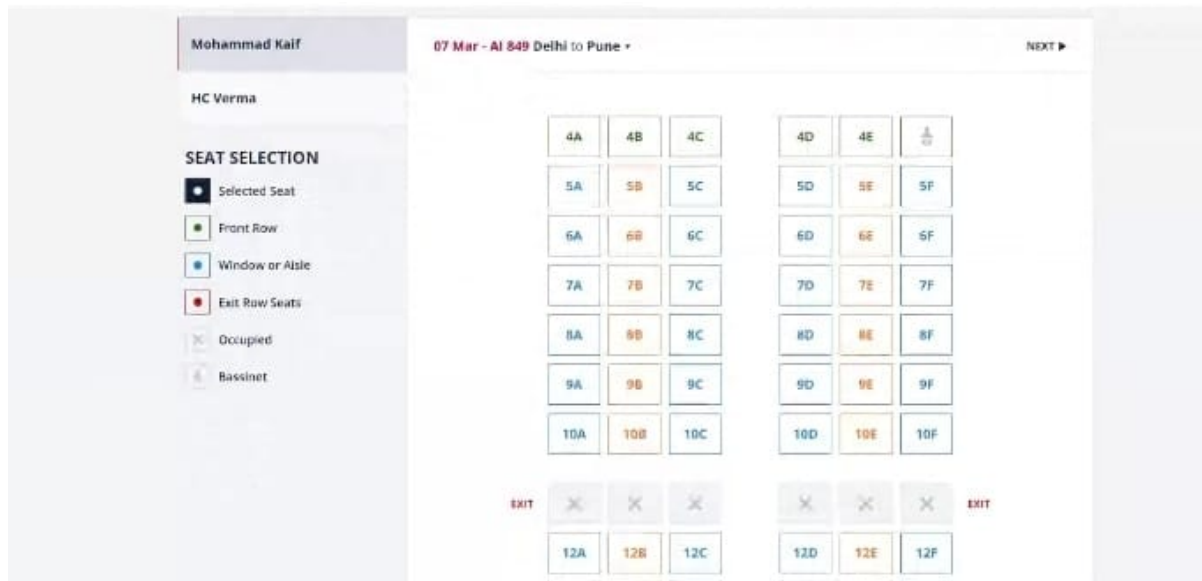 Mohammad Kaif
07 Mar - AI 849 Delhi to Pune
NEXT
HC Verma
SEAT SELECTION
Selected Seat
Front Row
Window or Aisle
Exit Row Seats
Occupied
Bassinet
4A 4B 4C 4D 4E
5A 5B 5C 5D 5E 5F
6A 6B 6C 6D 6E 6F
7A 7B 7C 7D 7E 7F
8A 8B 8C 8D 8E 8F
9A 9B 9C 9D 9E 9F
10A 10B 10C 10D 10E 10F
EXIT EXIT
12A 12B 12C 12D 12E 12F